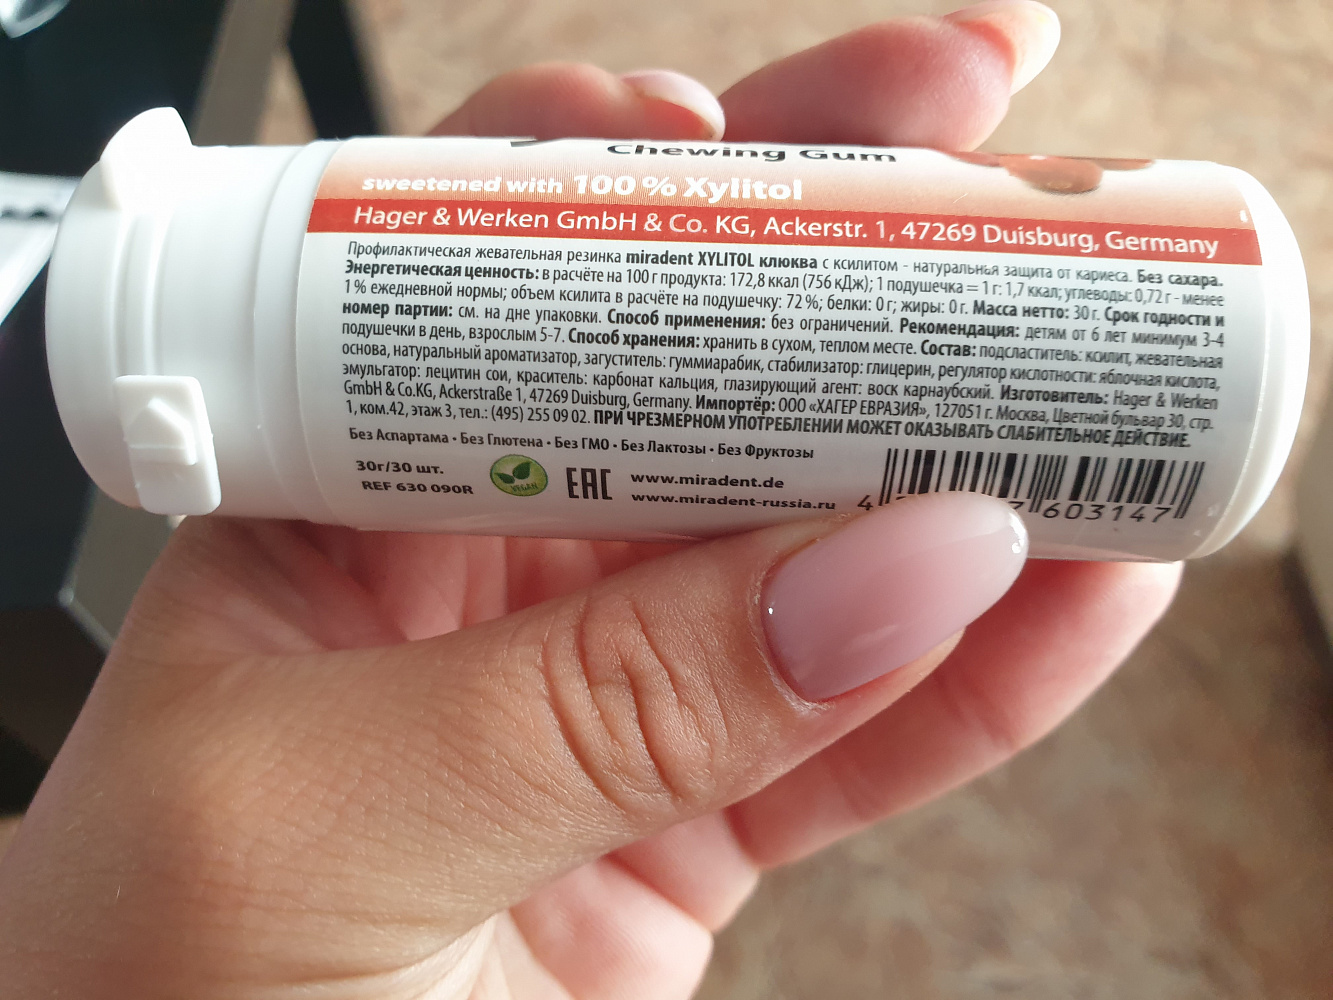 Chewing Gum
sweetened with 100 % Xylitol
Hager & Werken GmbH & Co. KG, Ackerstr. 1, 47269 Duisburg, Germany
Профилактическая жевательная резинка miradent XYLITOL клюква с ксилитом - натуральная защита от кариеса. Без сахара.
Энергетическая ценность: в расчёте на 100 г продукта: 172,8 ккал (756 кДж); 1 подушечка = 1 г: 1,7 ккал; углеводы: 0,72 г - менее
1 % ежедневной нормы; объем ксилита в расчёте на подушечку: 72 %; белки: 0 г; жиры: 0 г. Масса нетто: 30 г. Срок годности и
номер партии: см. на дне упаковки. Способ применения: без ограничений. Рекомендация: детям от 6 лет минимум 3-4
подушечки в день, взрослым 5-7. Способ хранения: хранить в сухом, теплом месте. Состав: подсластитель: ксилит, жевательная
основа, натуральный ароматизатор, загуститель: гуммиарабик, стабилизатор: глицерин, регулятор кислотности: яблочная кислота,
эмульгатор: лецитин сои, краситель: карбонат кальция, глазирующий агент: воск карнаубский. Изготовитель: Hager & Werken
GmbH & Co.KG, Ackerstraße 1, 47269 Duisburg, Germany. Импортёр: ООО «ХАГЕР ЕВРАЗИЯ», 127051 г. Москва, Цветной бульвар 30, стр.
1, ком.42, этаж 3, тел.: (495) 255 09 02. ПРИ ЧРЕЗМЕРНОМ УПОТРЕБЛЕНИИ МОЖЕТ ОКАЗЫВАТЬ СЛАБИТЕЛЬНОЕ ДЕЙСТВИЕ.
Без Аспартама • Без Глютена • Без ГМО • Без Лактозы • Без Фруктозы
30г/30 шт.
REF 630 090R
VEGAN
EAC
www.miradent.de
www.miradent-russia.ru
4 7 603147